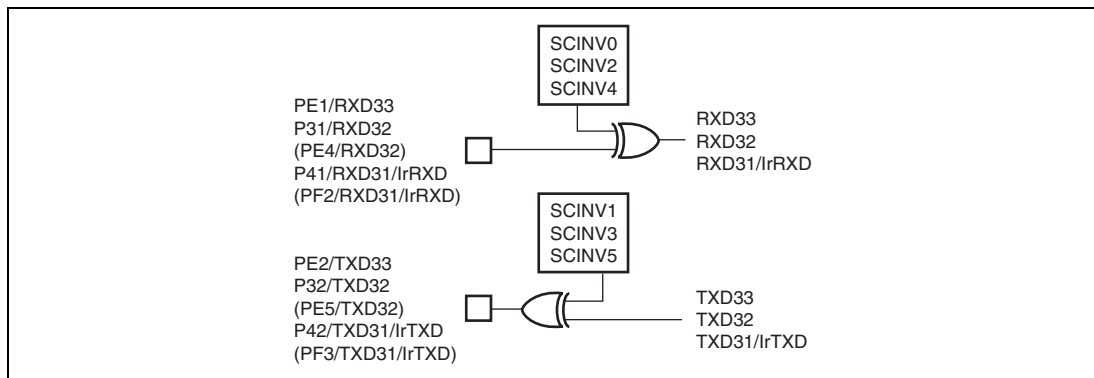 SCINV0
SCINV2
SCINV4
PE1/RXD33
P31/RXD32
(PE4/RXD32)
P41/RXD31/IrRXD
(PF2/RXD31/IrRXD)
RXD33
RXD32
RXD31/IrRXD
SCINV1
SCINV3
SCINV5
PE2/TXD33
P32/TXD32
(PE5/TXD32)
P42/TXD31/IrTXD
(PF3/TXD31/IrTXD)
TXD33
TXD32
TXD31/IrTXD